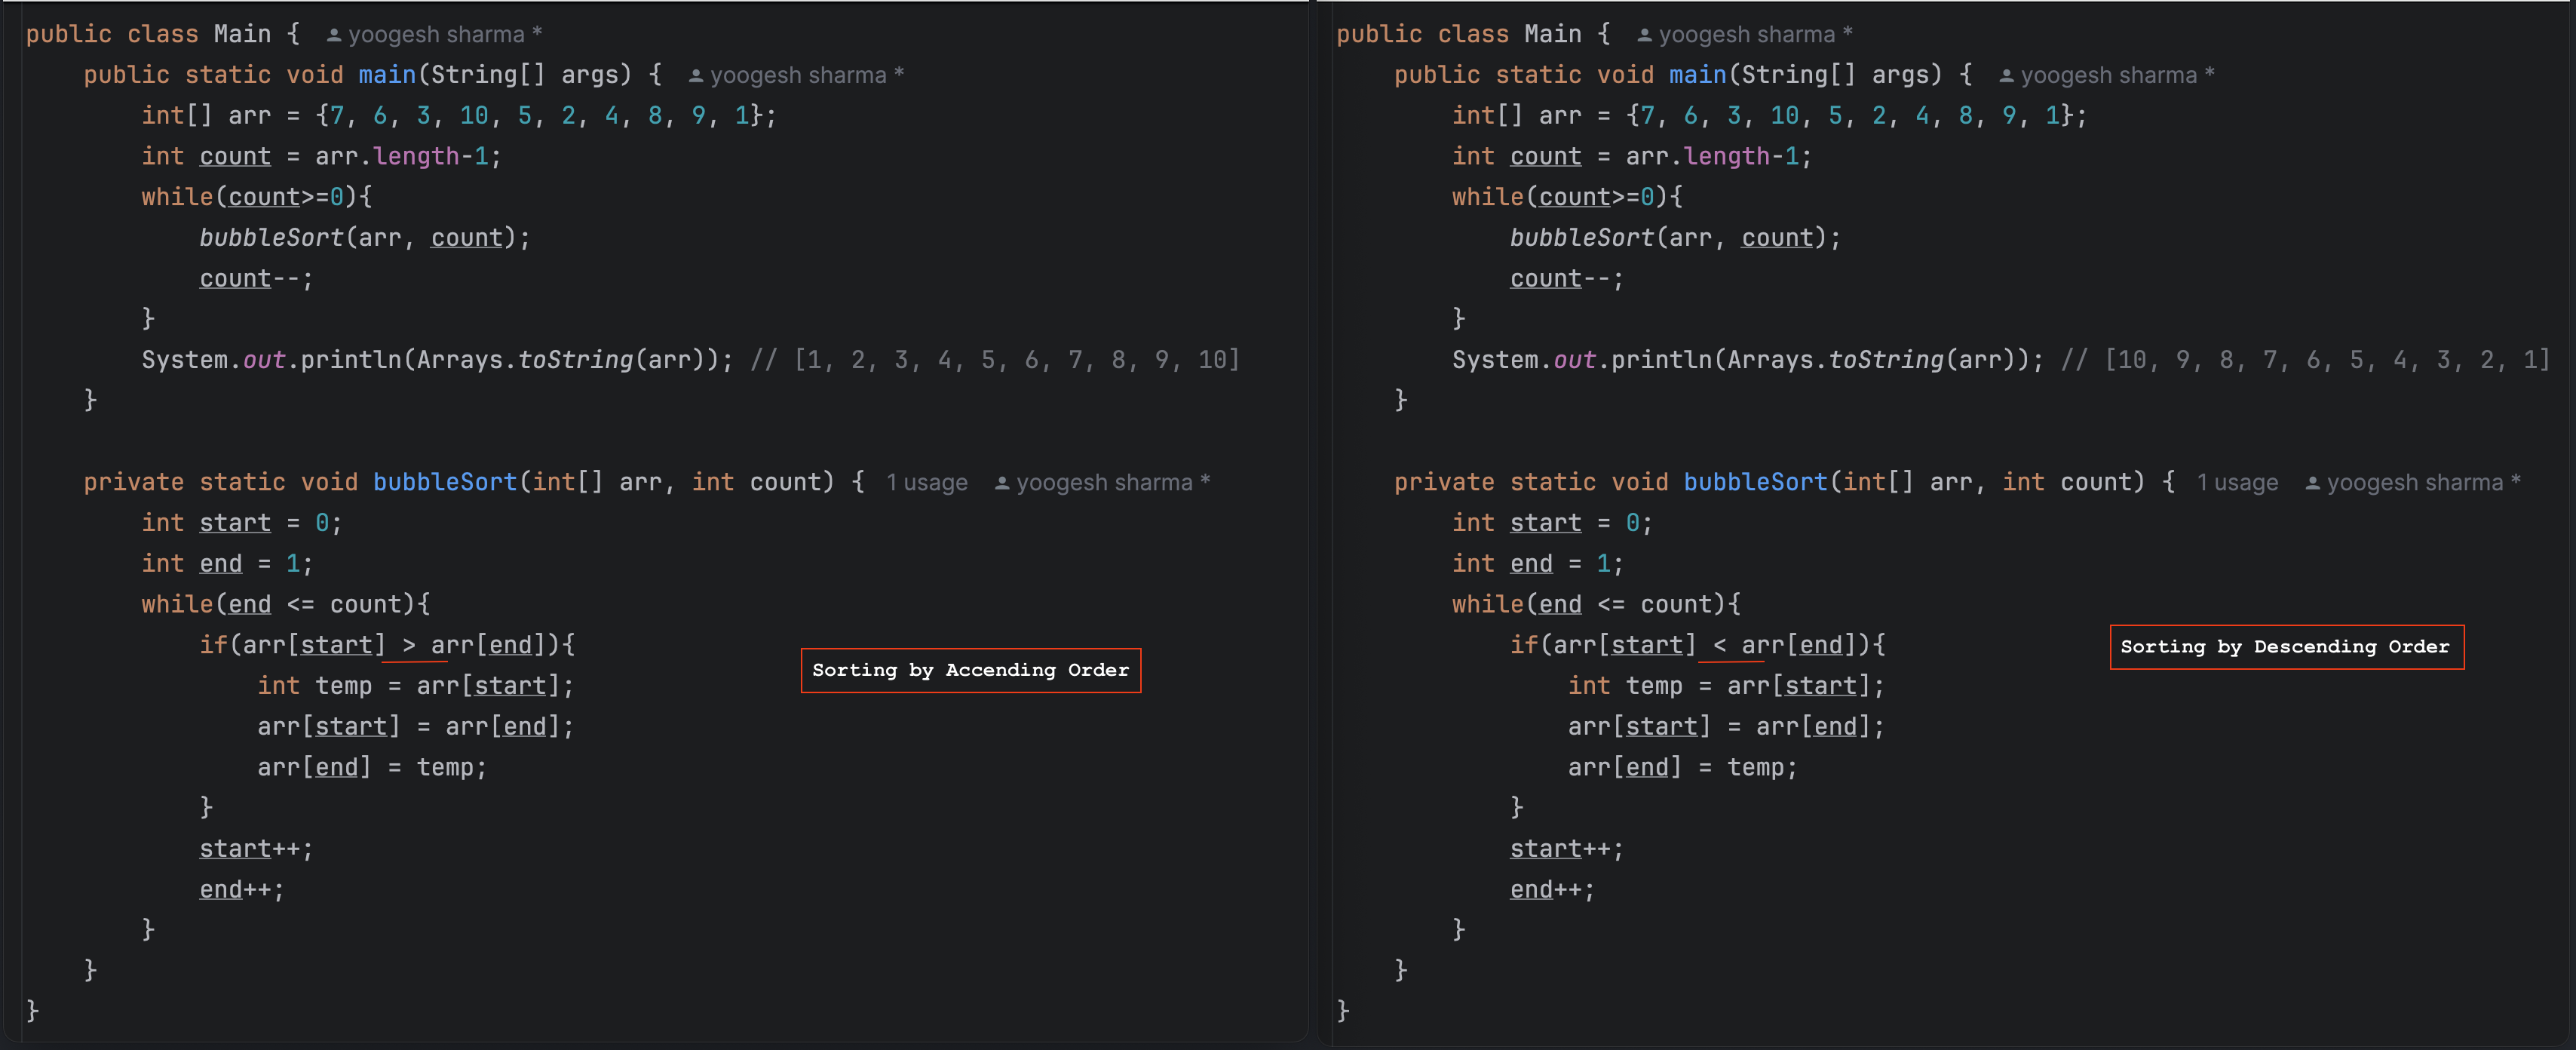 public class Main { yoogesh sharma *
public static void main(String[] args) { yoogesh sharma *
int[] arr = {7, 6, 3, 10, 5, 2, 4, 8, 9, 1};
int count = arr.length-1;
while(count>=0){
bubbleSort(arr, count);
count--;
}
System.out.println(Arrays.toString(arr)); // [1, 2, 3, 4, 5, 6, 7, 8, 9, 10]
}
private static void bubbleSort(int[] arr, int count) { 1 usage yoogesh sharma *
int start = 0;
int end = 1;
while(end <= count){
if(arr[start] > arr[end]){
Sorting by Accending Order
int temp = arr[start];
arr[start] = arr[end];
arr[end] = temp;
}
start++;
end++;
}
}
}
public class Main { yoogesh sharma *
public static void main(String[] args) { yoogesh sharma *
int[] arr = {7, 6, 3, 10, 5, 2, 4, 8, 9, 1};
int count = arr.length-1;
while(count>=0){
bubbleSort(arr, count);
count--;
}
System.out.println(Arrays.toString(arr)); // [10, 9, 8, 7, 6, 5, 4, 3, 2, 1]
}
private static void bubbleSort(int[] arr, int count) { 1 usage yoogesh sharma *
int start = 0;
int end = 1;
while(end <= count){
if(arr[start] < arr[end]){
Sorting by Descending Order
int temp = arr[start];
arr[start] = arr[end];
arr[end] = temp;
}
start++;
end++;
}
}
}